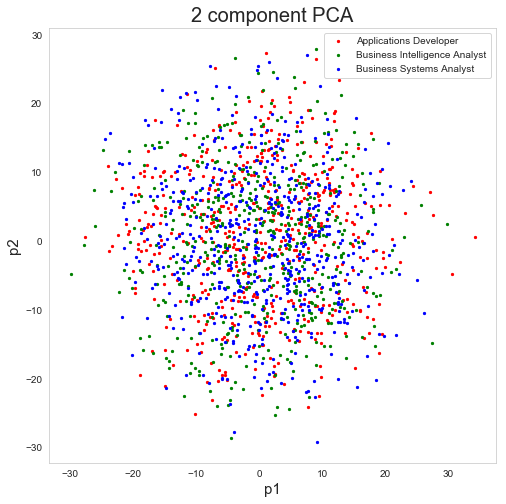 2 component PCA
Applications Developer
Business Intelligence Analyst
Business Systems Analyst
p2
30
20
10
0
−10
−20
−30
−30
−20
−10
0
10
20
30
p1